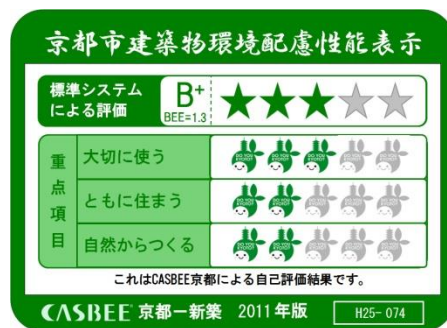 京都市建築物環境配慮性能表示
標準システム
による評価
B+
BEE=1.3
重点項目
大切に使う
ともに住まう
自然からつくる
これはCASBEE京都による自己評価結果です。
CASBEE 京都－新築 2011年版
H25-074